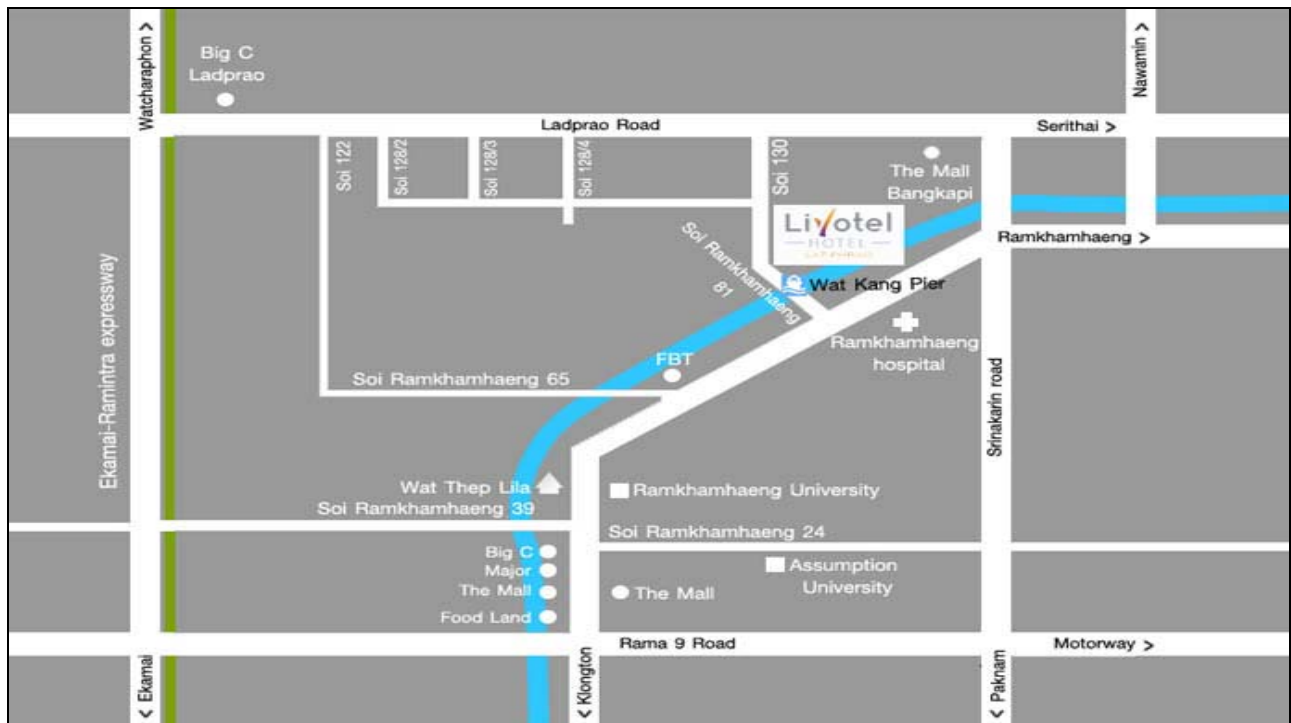 Watcharaphon >
Nawamin >
Big C
Ladprao
Ladprao Road
Serithai >
Soi 122
Soi 128/2
Soi 128/3
Soi 128/4
Soi 130
The Mall
Bangkapi
Livotel
HOTEL
LAT PHRAO
Soi Ramkhamhaeng
81
Ramkhamhaeng >
Wat Kang Pier
Ekamai-Ramintra expressway
Ramkhamhaeng
hospital
FBT
Soi Ramkhamhaeng 65
Srinakarin road
Wat Thep Lila
Soi Ramkhamhaeng 39
Ramkhamhaeng University
Soi Ramkhamhaeng 24
Big C
Major
The Mall
Food Land
The Mall
Assumption
University
Rama 9 Road
Motorway >
< Ekamai
< Klongton
< Paknam